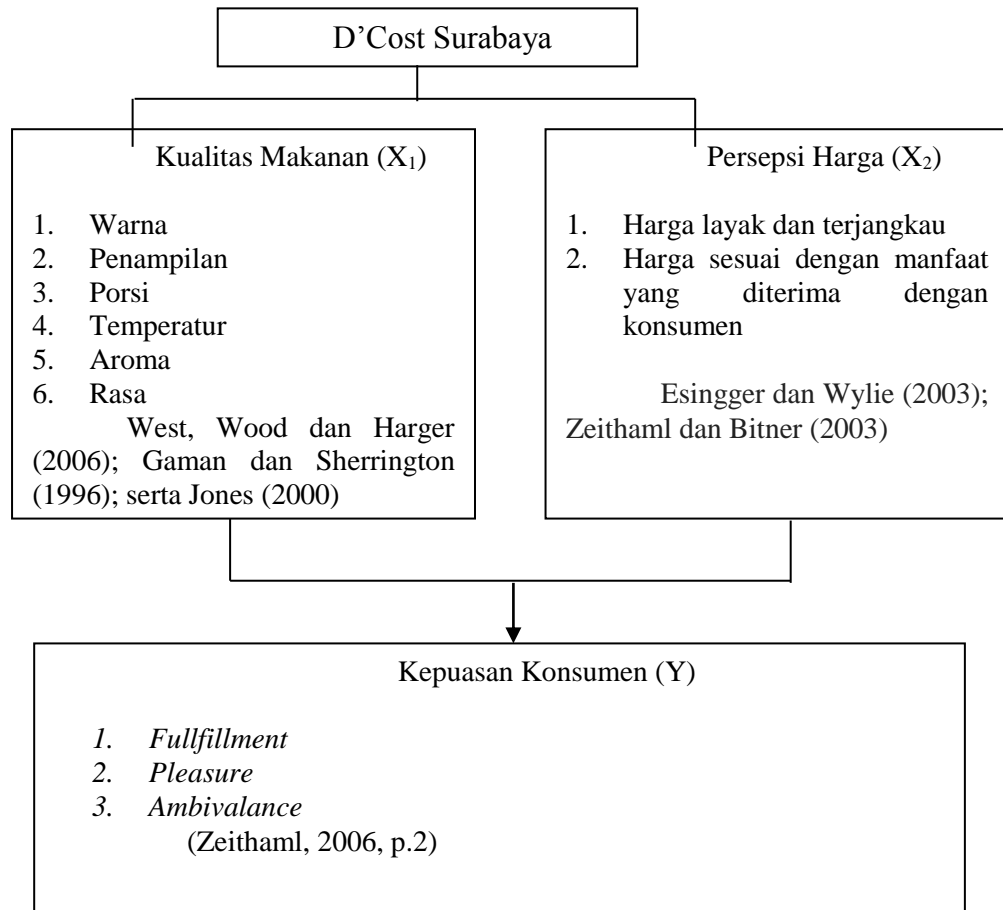 D’Cost Surabaya
Kualitas Makanan (X₁)
1. Warna
2. Penampilan
3. Porsi
4. Temperatur
5. Aroma
6. Rasa
West, Wood dan Harger
(2006); Gaman dan Sherrington
(1996); serta Jones (2000)
Persepsi Harga (X₂)
1. Harga layak dan terjangkau
2. Harga sesuai dengan manfaat
yang diterima dengan
konsumen
Esingger dan Wylie (2003);
Zeithaml dan Bitner (2003)
Kepuasan Konsumen (Y)
1. Fullfillment
2. Pleasure
3. Ambivalance
(Zeithaml, 2006, p.2)